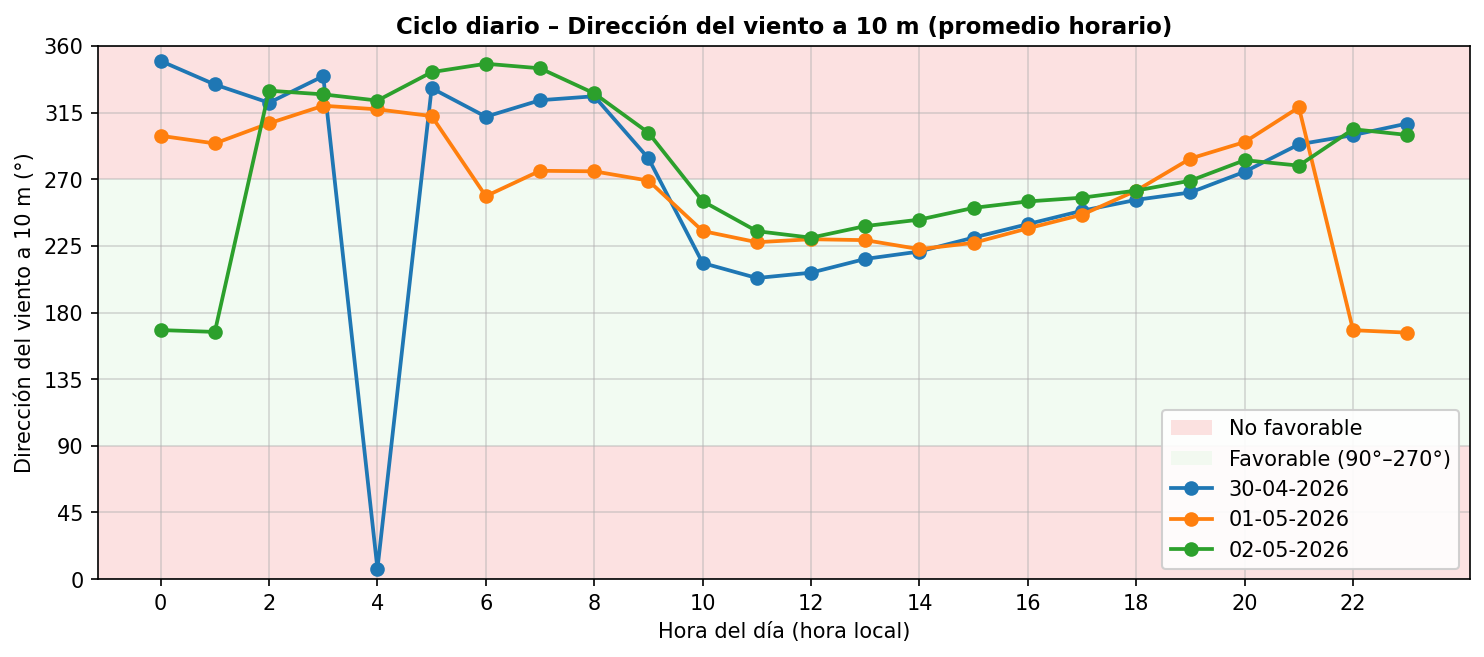 Ciclo diario – Dirección del viento a 10 m (promedio horario)
Dirección del viento a 10 m (°)
360
315
270
225
180
135
90
45
0
0 2 4 6 8 10 12 14 16 18 20 22
Hora del día (hora local)
No favorable
Favorable (90°–270°)
30-04-2026
01-05-2026
02-05-2026